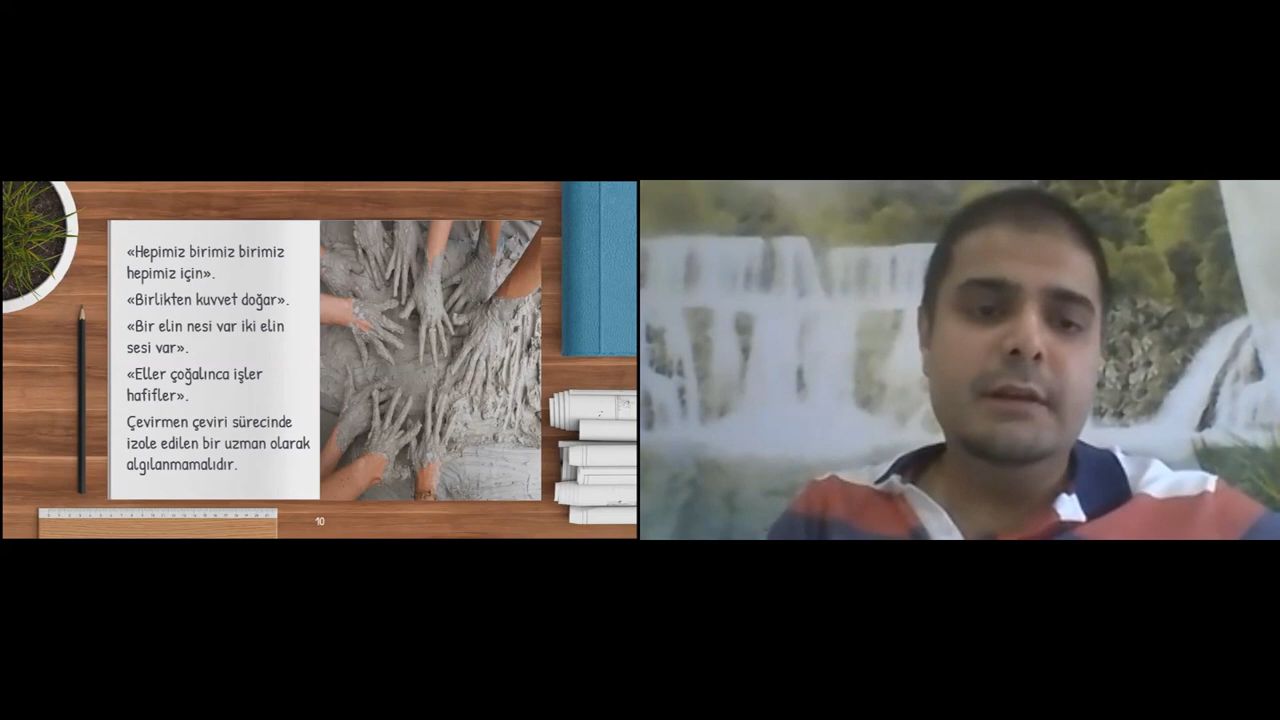 «Hepimiz birimiz birimiz
hepimiz için».
«Birlikten kuvvet doğar».
«Bir elin nesi var iki elin
sesi var».
«Eller çoğalınca işler
hafifler».
Çevirmen çeviri sürecinde
izole edilen bir uzman olarak
algılanmamalıdır.
10